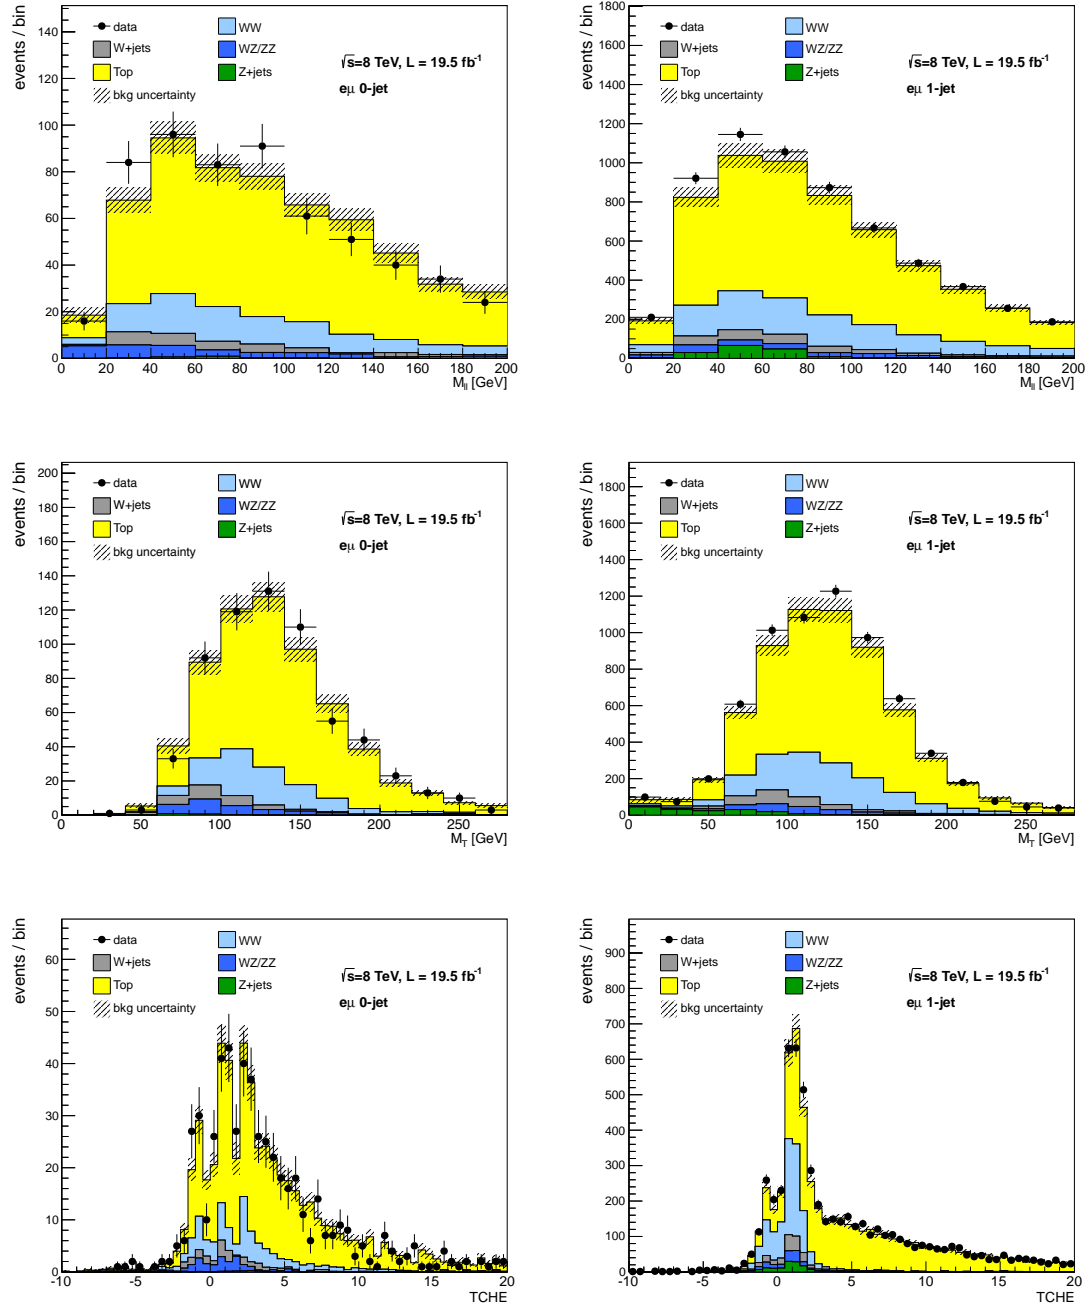 events / bin
140
120
100
80
60
40
20
0
data
W+jets
Top
bkg uncertainty
WW
WZ/ZZ
Z+jets
√s=8 TeV, L = 19.5 fb⁻¹
eμ 0-jet
0 20 40 60 80 100 120 140 160 180 200
M_ll [GeV]
events / bin
1800
1600
1400
1200
1000
800
600
400
200
0
data
W+jets
Top
bkg uncertainty
WW
WZ/ZZ
Z+jets
√s=8 TeV, L = 19.5 fb⁻¹
eμ 1-jet
0 20 40 60 80 100 120 140 160 180 200
M_ll [GeV]
events / bin
200
180
160
140
120
100
80
60
40
20
0
data
W+jets
Top
bkg uncertainty
WW
WZ/ZZ
Z+jets
√s=8 TeV, L = 19.5 fb⁻¹
eμ 0-jet
0 50 100 150 200 250
M_T [GeV]
events / bin
1800
1600
1400
1200
1000
800
600
400
200
0
data
W+jets
Top
bkg uncertainty
WW
WZ/ZZ
Z+jets
√s=8 TeV, L = 19.5 fb⁻¹
eμ 1-jet
0 50 100 150 200 250
M_T [GeV]
events / bin
60
50
40
30
20
10
0
data
W+jets
Top
bkg uncertainty
WW
WZ/ZZ
Z+jets
√s=8 TeV, L = 19.5 fb⁻¹
eμ 0-jet
-10 -5 0 5 10 15 20
TCHE
events / bin
900
800
700
600
500
400
300
200
100
0
data
W+jets
Top
bkg uncertainty
WW
WZ/ZZ
Z+jets
√s=8 TeV, L = 19.5 fb⁻¹
eμ 1-jet
-10 -5 0 5 10 15 20
TCHE